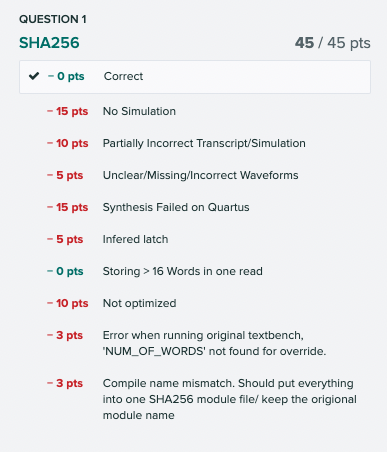 QUESTION 1
SHA256 45 / 45 pts
✔ − 0 pts Correct
− 15 pts No Simulation
− 10 pts Partially Incorrect Transcript/Simulation
− 5 pts Unclear/Missing/Incorrect Waveforms
− 15 pts Synthesis Failed on Quartus
− 5 pts Infered latch
− 0 pts Storing > 16 Words in one read
− 10 pts Not optimized
− 3 pts Error when running original textbench,
'NUM_OF_WORDS' not found for override.
− 3 pts Compile name mismatch. Should put everything
into one SHA256 module file/ keep the origional
module name